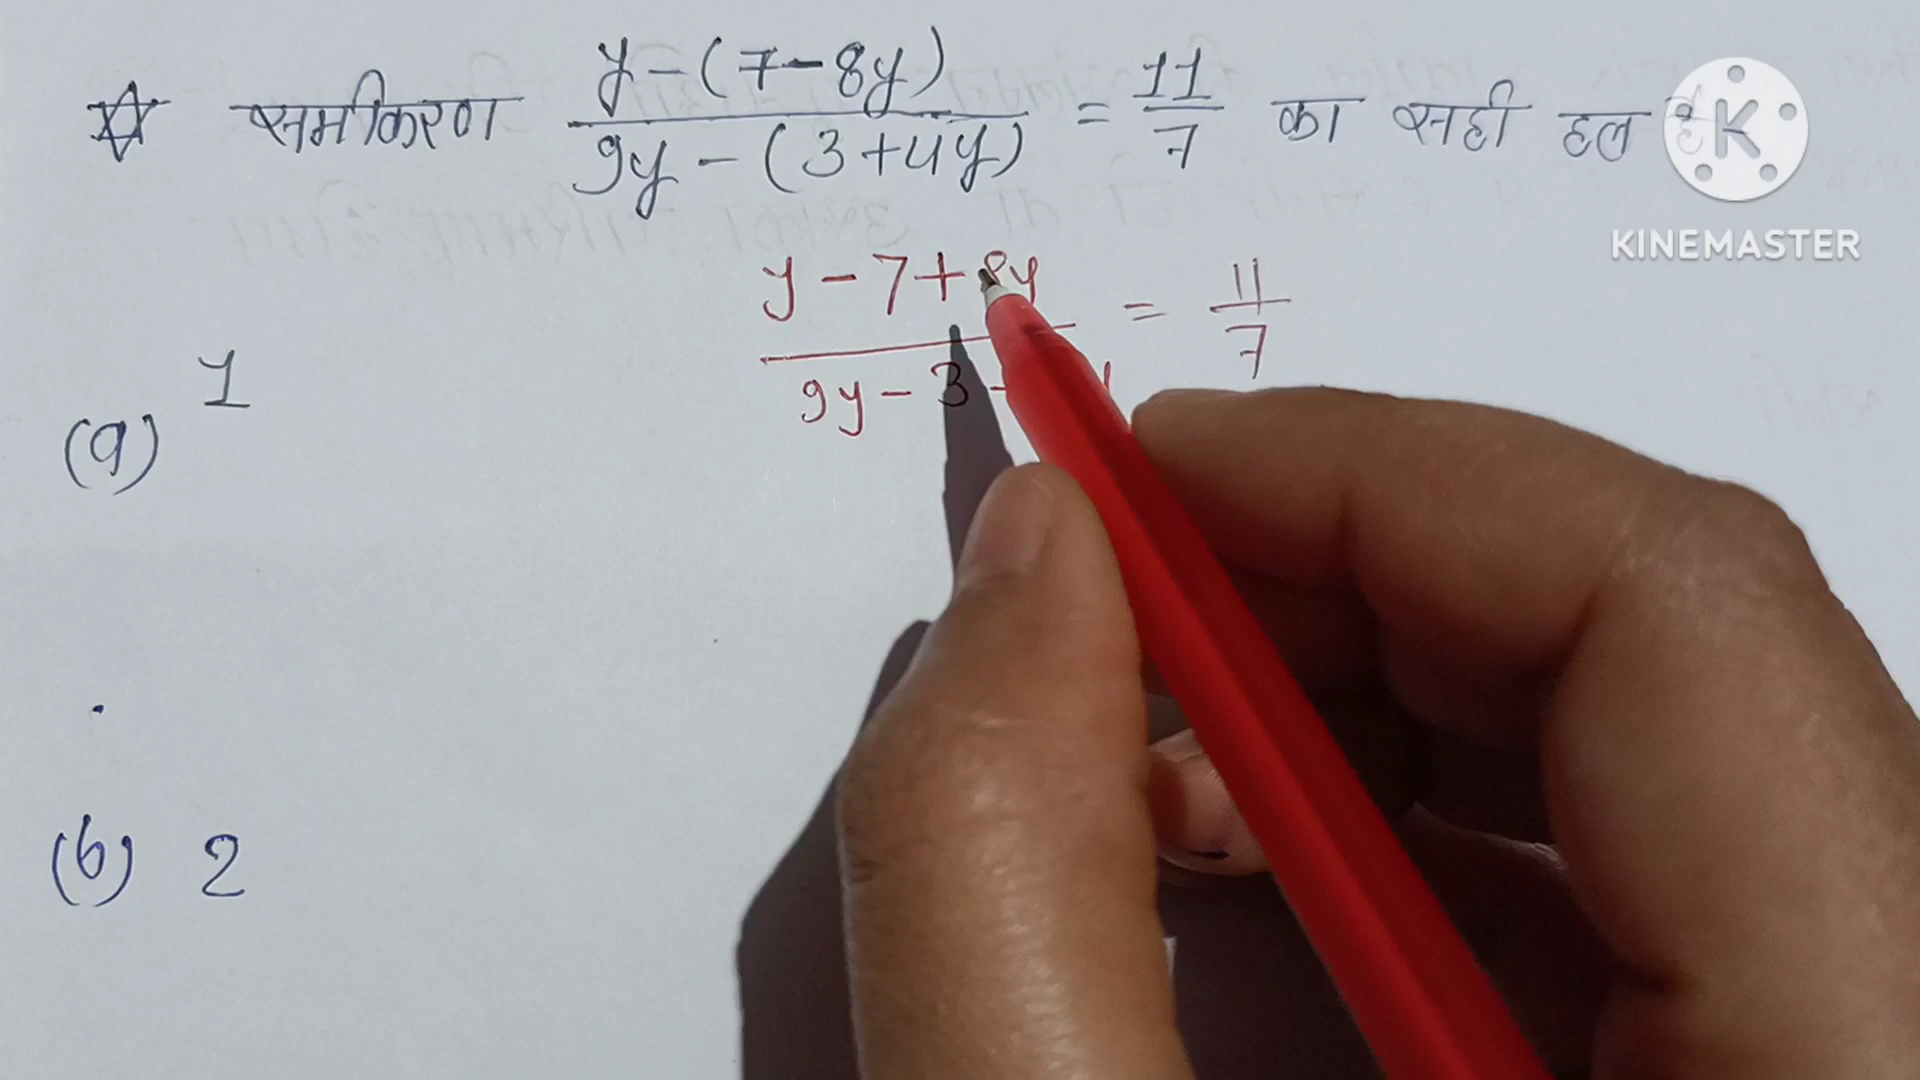 ☆ समीकरण y-(7-8y) / 9y-(3+4y) = 11/7 का सही हल है
KINEMASTER
y-7+8y / 9y-3- = 11/7
(a) 1
(b) 2